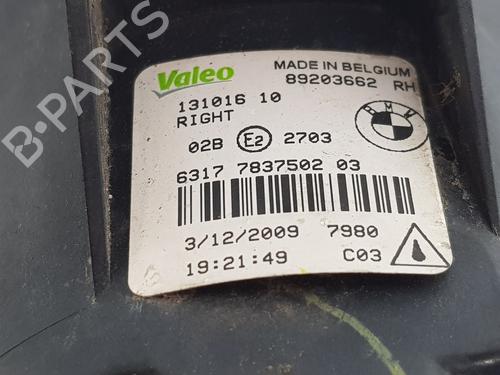 Valeo
MADE IN BELGIUM
89203662 RH
131016 10
RIGHT
02B E2 2703
BMW
6317 7837502 03
3/12/2009 7980
19:21:49 C03
B-PARTS